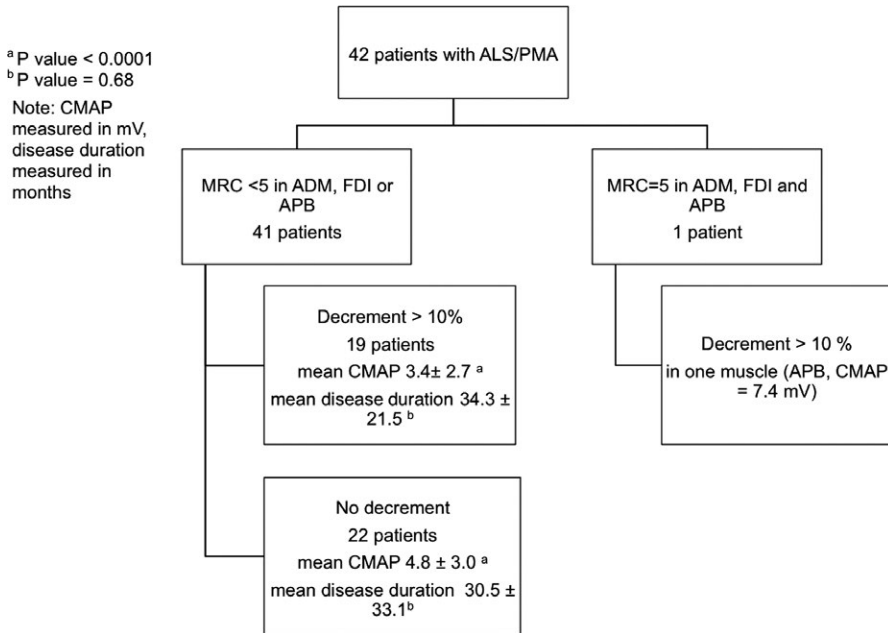 a P value < 0.0001
b P value = 0.68
Note: CMAP
measured in mV,
disease duration
measured in
months
42 patients with ALS/PMA
MRC <5 in ADM, FDI or
APB
41 patients
MRC=5 in ADM, FDI and
APB
1 patient
Decrement > 10%
19 patients
mean CMAP 3.4± 2.7 a
mean disease duration 34.3 ±
21.5 b
Decrement > 10 %
in one muscle (APB, CMAP
= 7.4 mV)
No decrement
22 patients
mean CMAP 4.8 ± 3.0 a
mean disease duration 30.5 ±
33.1b